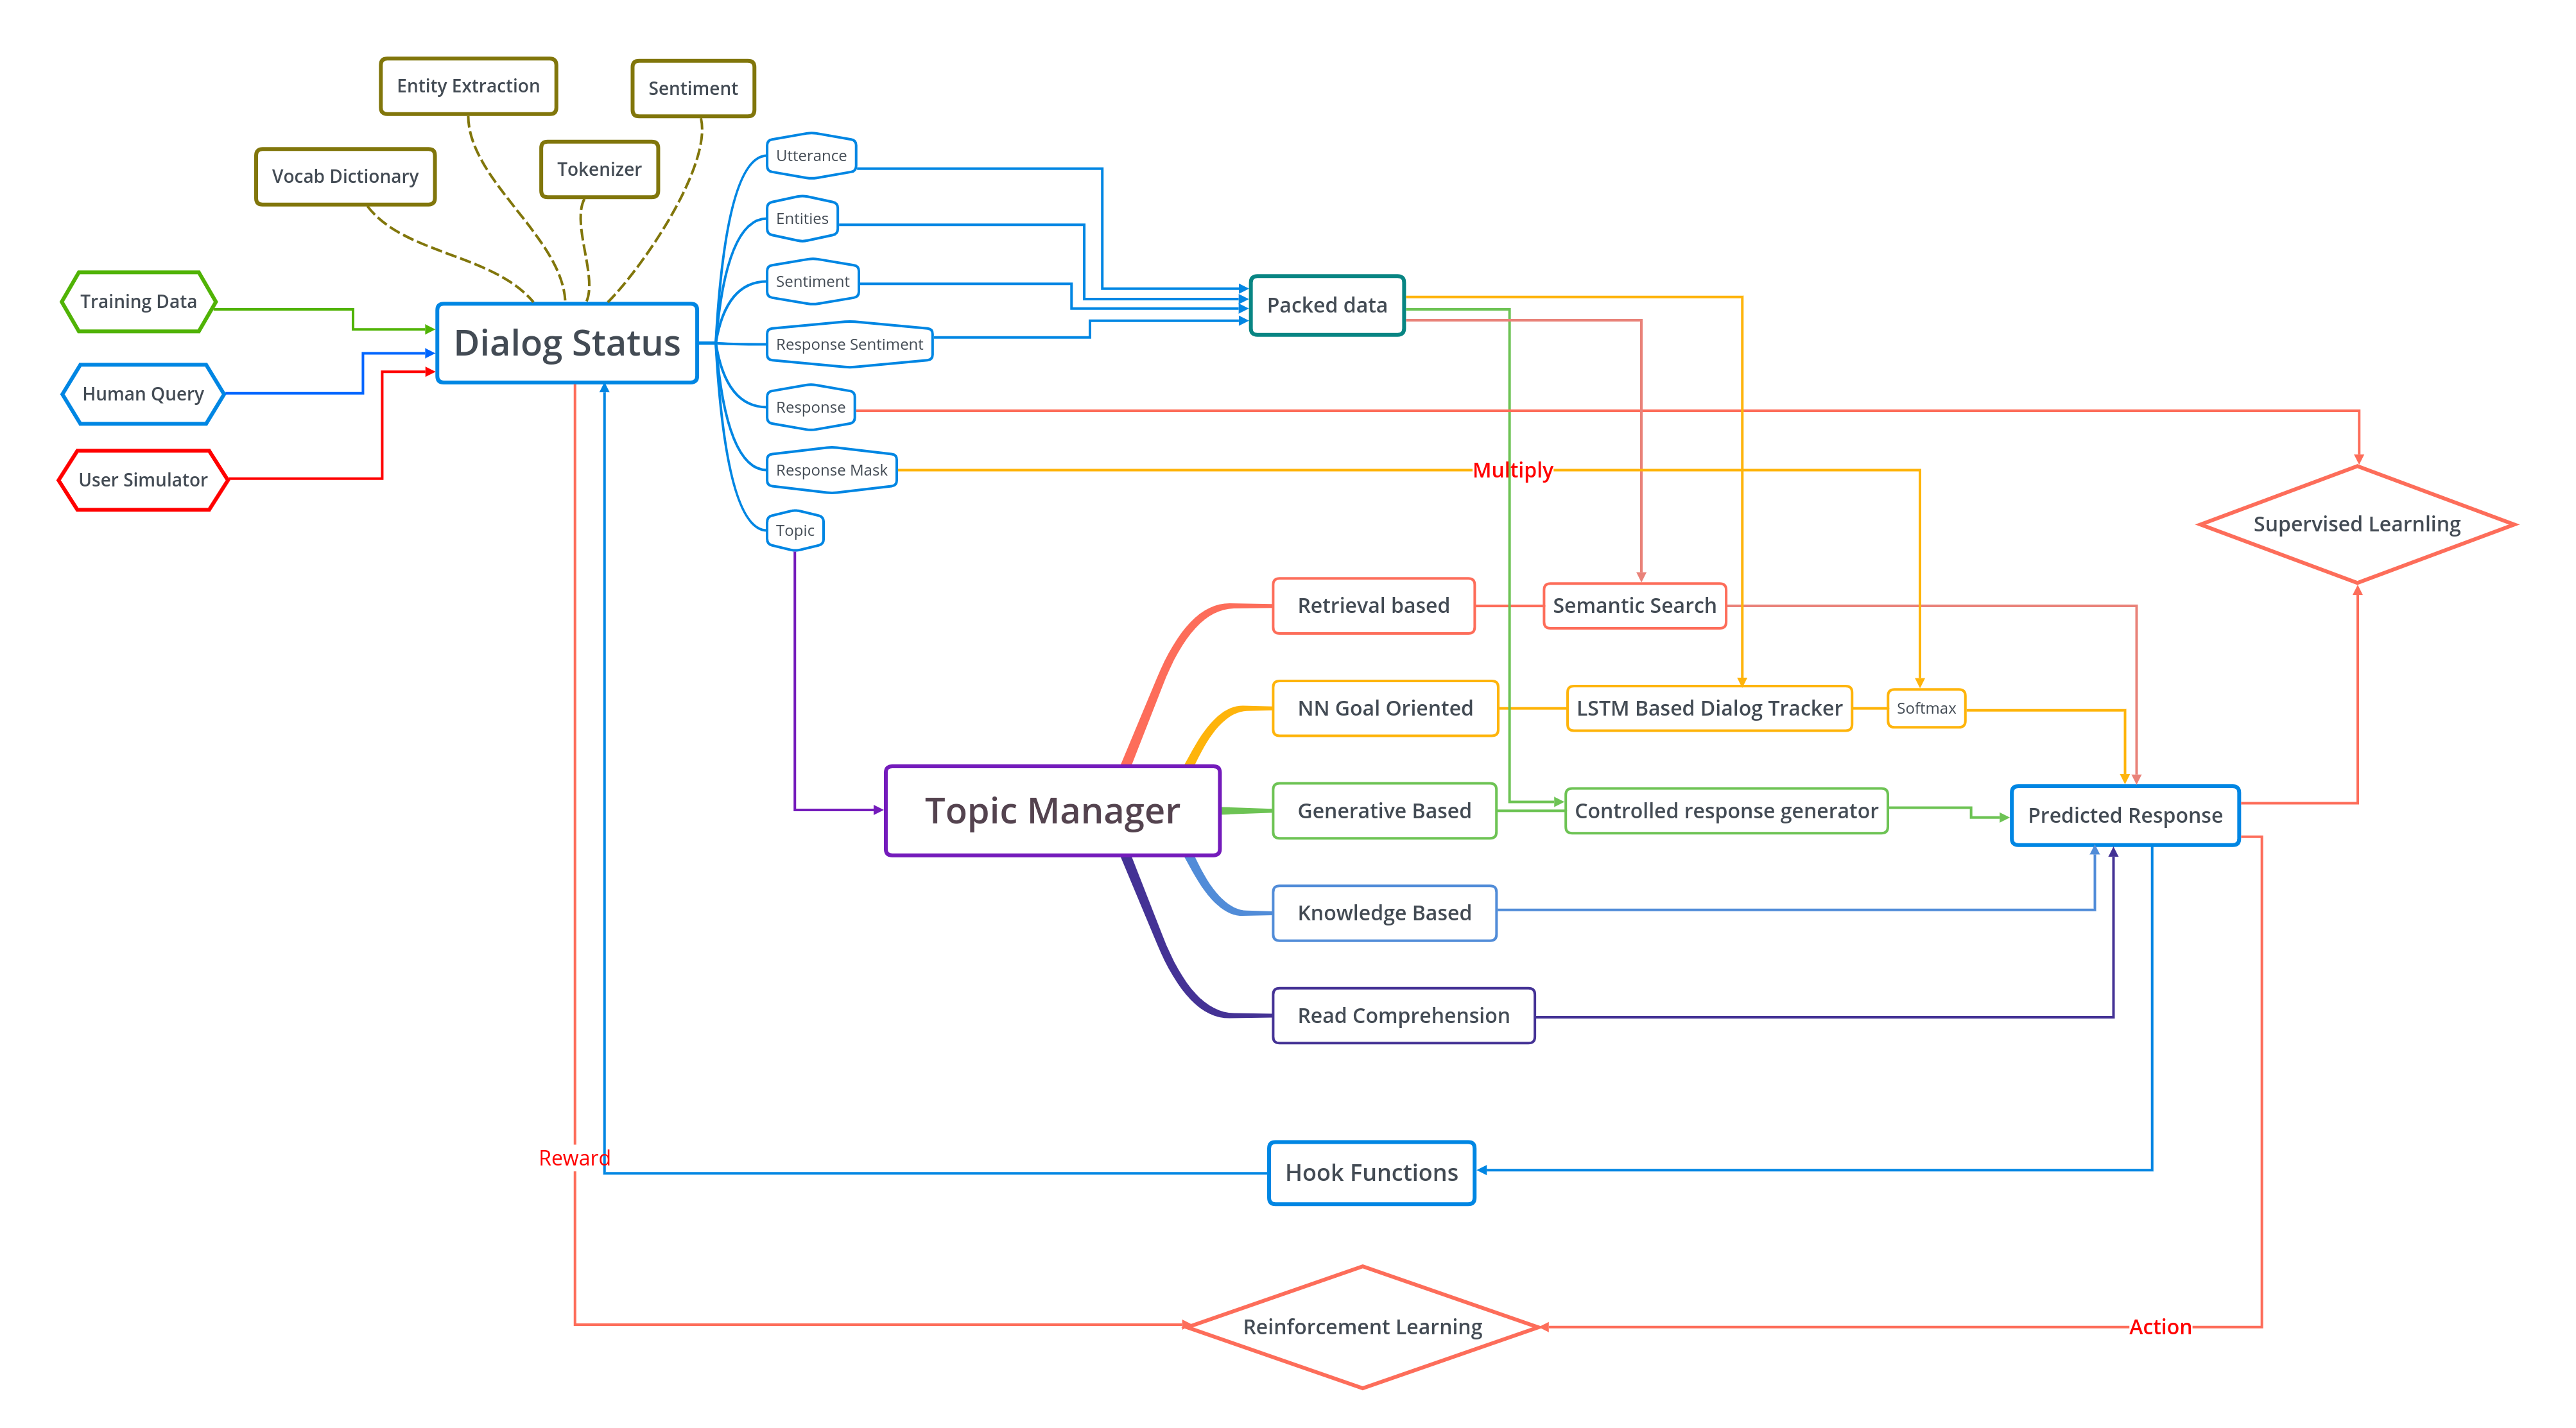 Entity Extraction
Sentiment
Vocab Dictionary
Tokenizer
Utterance
Entities
Sentiment
Response Sentiment
Response
Response Mask
Topic
Training Data
Human Query
User Simulator
Dialog Status
Packed data
Multiply
Supervised Learnling
Retrieval based
Semantic Search
NN Goal Oriented
LSTM Based Dialog Tracker
Softmax
Topic Manager
Generative Based
Controlled response generator
Predicted Response
Knowledge Based
Read Comprehension
Reward
Hook Functions
Reinforcement Learning
Action